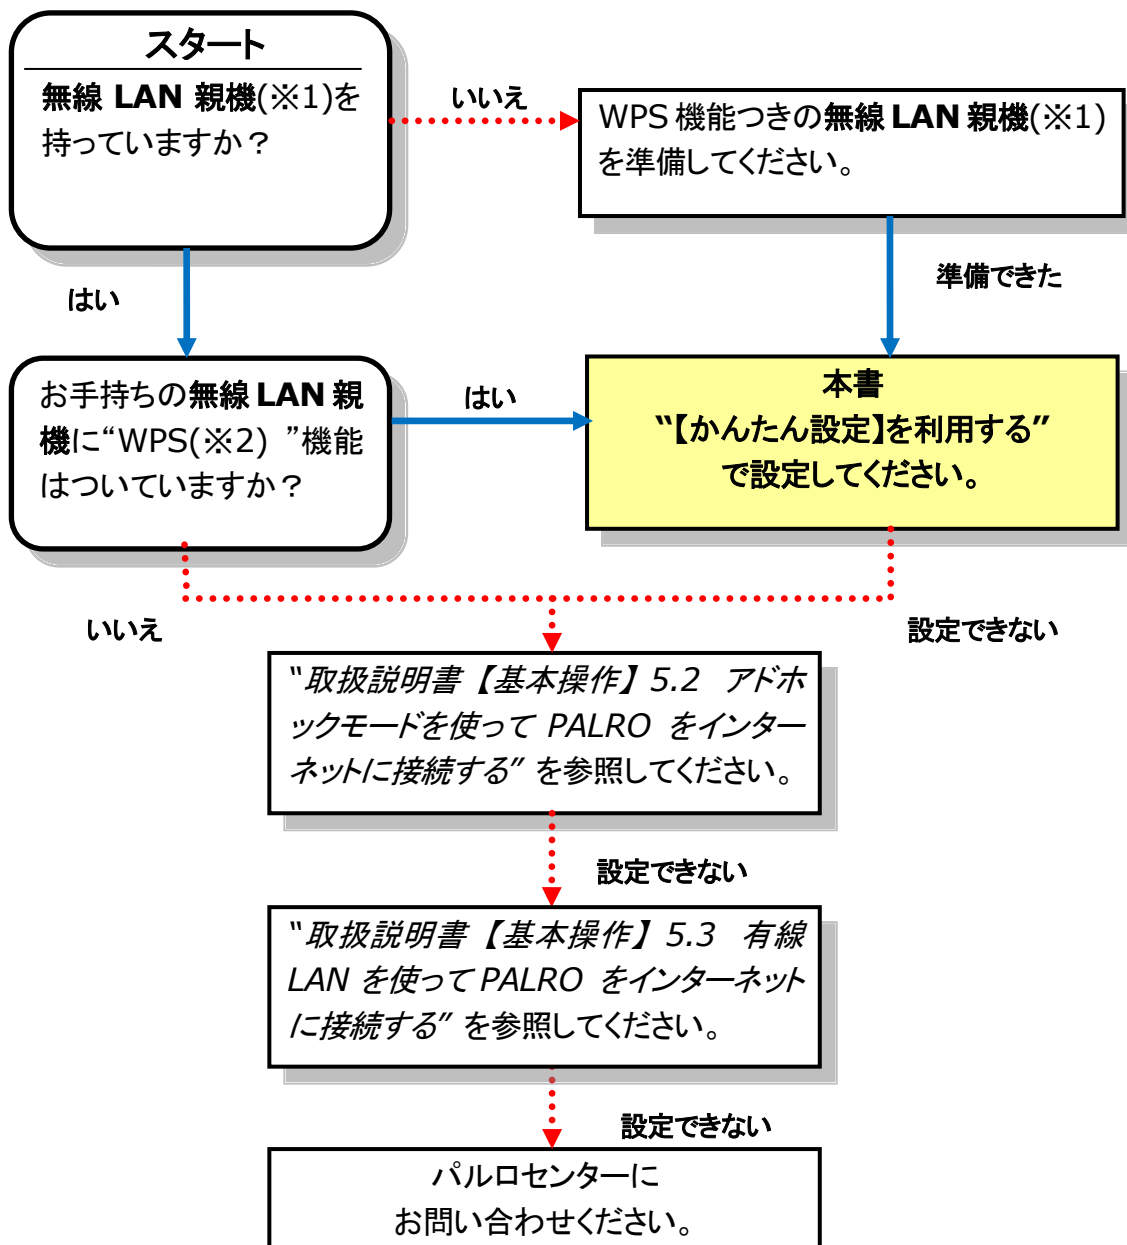 スタート
無線 LAN 親機(※1)を
持っていますか？
いいえ
WPS 機能つきの無線 LAN 親機(※1)
を準備してください。
はい
準備できた
お手持ちの無線 LAN 親
機に“WPS(※2) ”機能
はついていますか？
はい
本書
“【かんたん設定】を利用する”
で設定してください。
いいえ
設定できない
“取扱説明書【基本操作】5.2 アドホ
ックモードを使って PALRO をインター
ネットに接続する” を参照してください。
設定できない
“取扱説明書【基本操作】5.3 有線
LAN を使って PALRO をインターネット
に接続する” を参照してください。
設定できない
パルロセンターに
お問い合わせください。